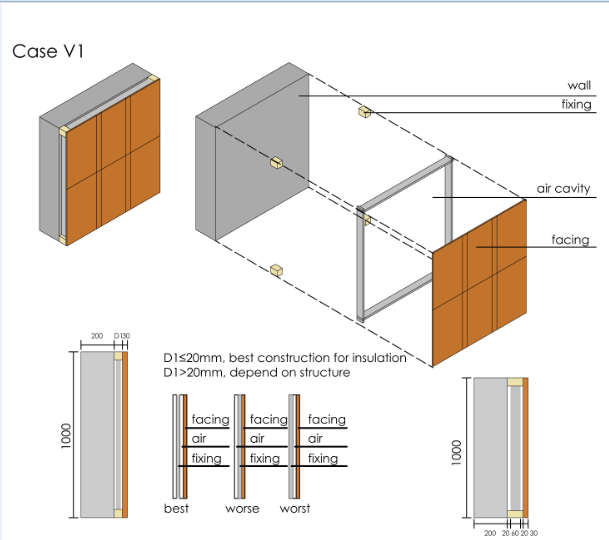 Case V1
wall
fixing
air cavity
facing
200 D1 30
1000
D1≤20mm, best construction for insulation
D1>20mm, depend on structure
facing facing facing
air air air
fixing fixing fixing
best worse worst
1000
200 20 60 20 30